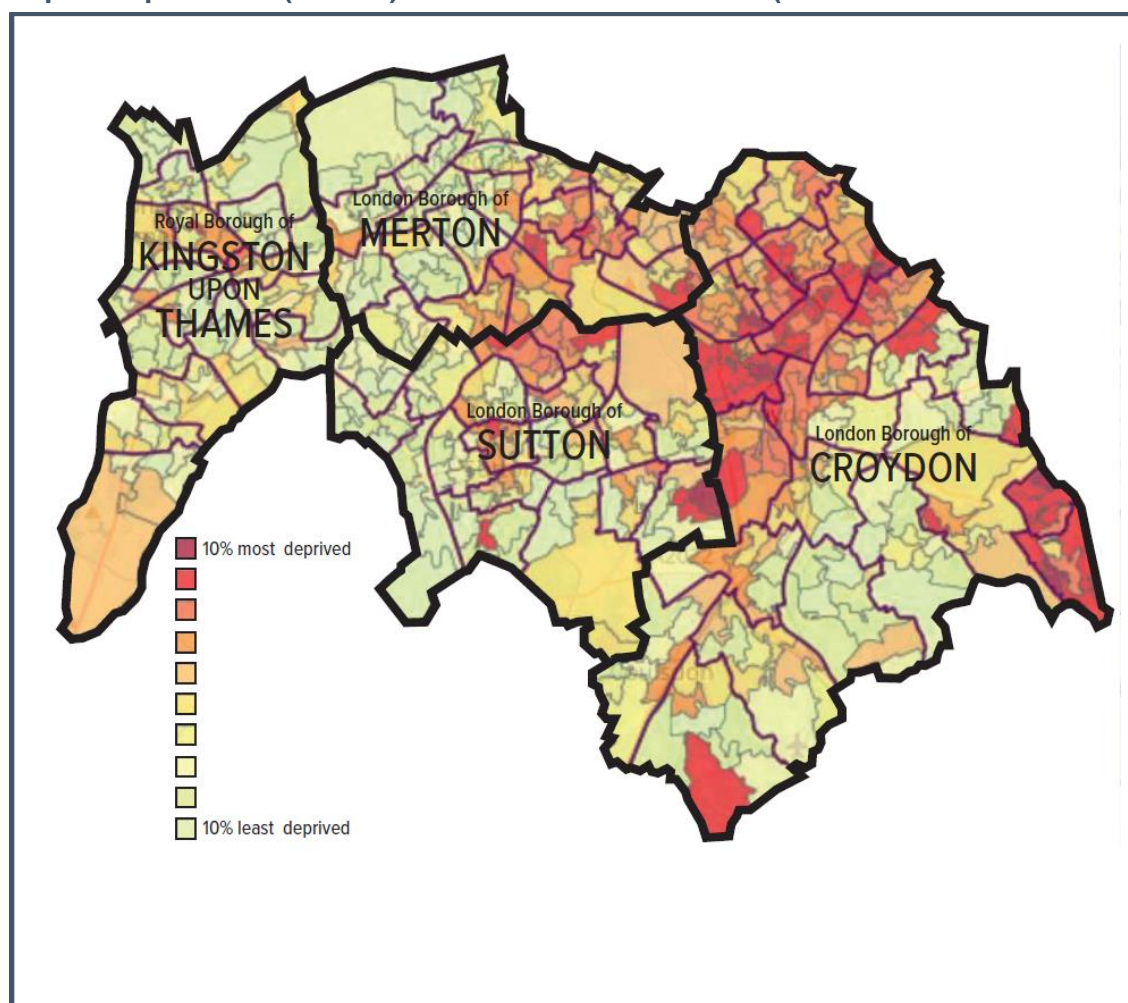 Royal Borough of
KINGSTON
UPON
THAMES
London Borough of
MERTON
London Borough of
SUTTON
London Borough of
CROYDON
10% most deprived
10% least deprived